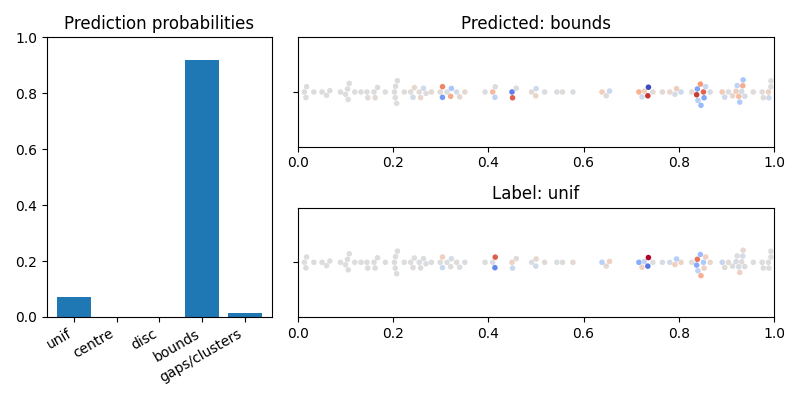 Prediction probabilities
1.0
0.8
0.6
0.4
0.2
0.0
unif
centre
disc
bounds
gaps/clusters
Predicted: bounds
0.0 0.2 0.4 0.6 0.8 1.0
Label: unif
0.0 0.2 0.4 0.6 0.8 1.0